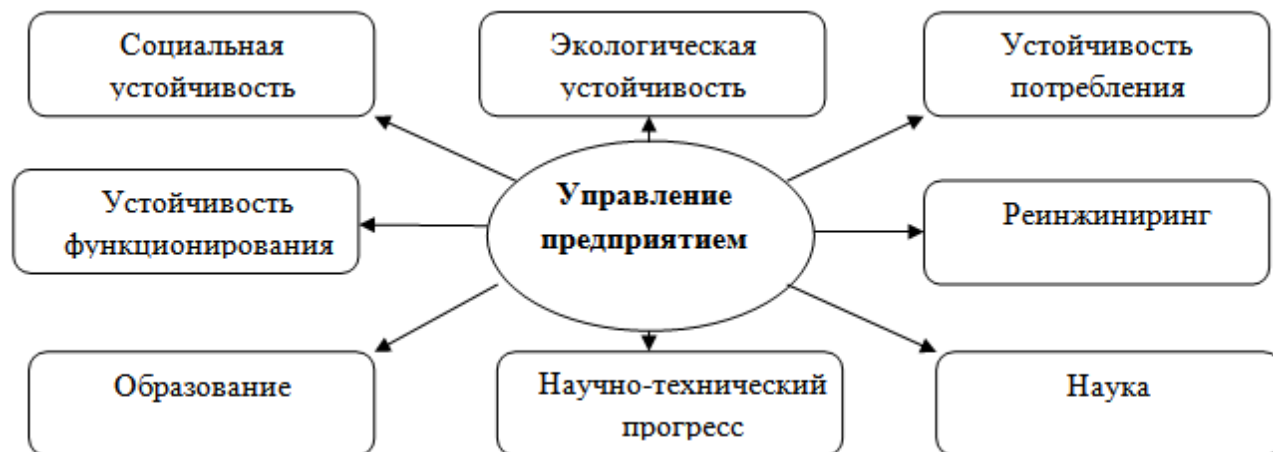 Социальная
устойчивость
Экологическая
устойчивость
Устойчивость
потребления
Устойчивость
функционирования
Управление
предприятием
Реинжиниринг
Образование
Научно-технический
прогресс
Наука